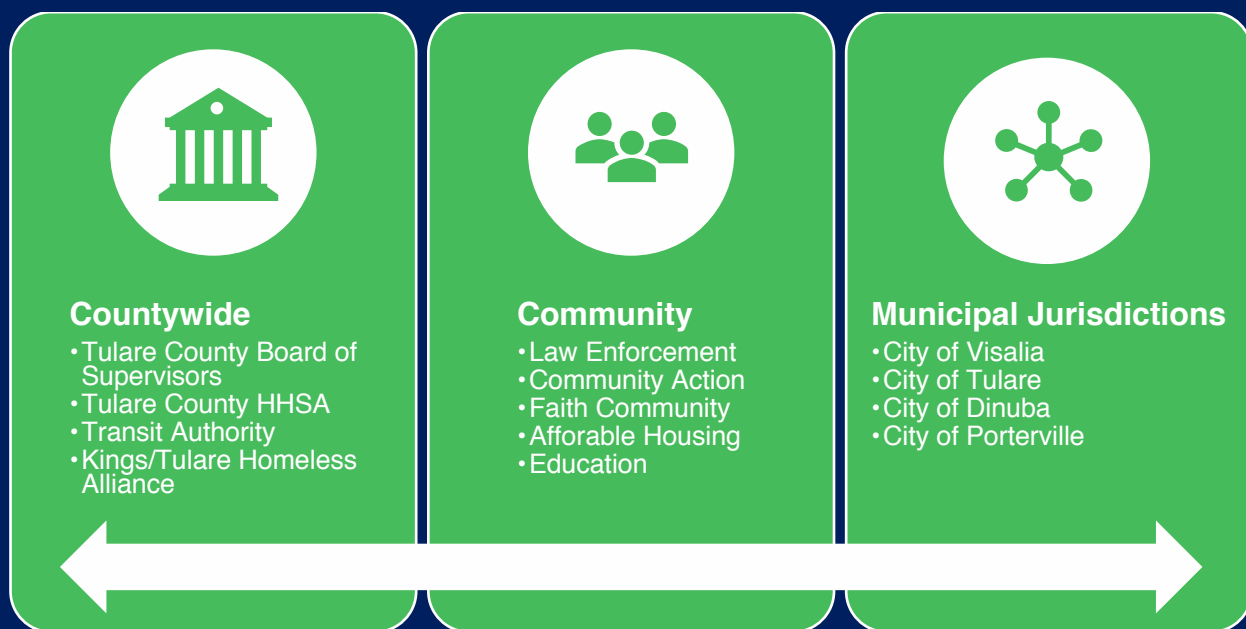 Countywide
•Tulare County Board of
Supervisors
•Tulare County HHSA
•Transit Authority
•Kings/Tulare Homeless
Alliance
Community
•Law Enforcement
•Community Action
•Faith Community
•Afforable Housing
•Education
Municipal Jurisdictions
•City of Visalia
•City of Tulare
•City of Dinuba
•City of Porterville